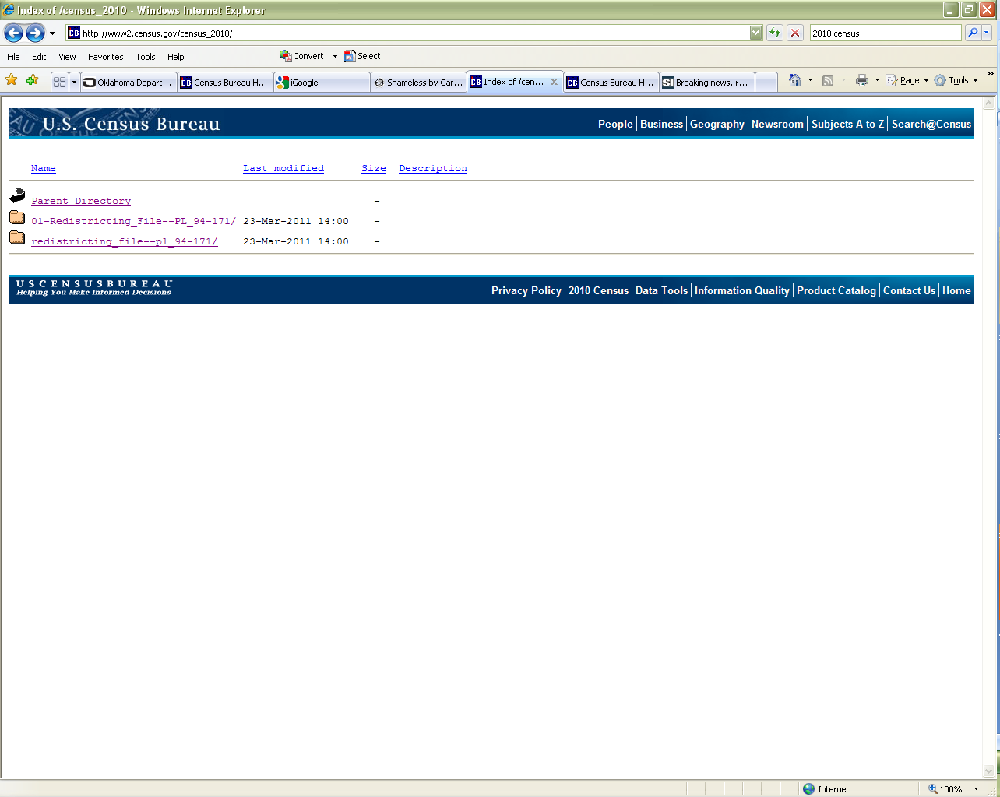 Index of /census_2010 - Windows Internet Explorer
http://www2.census.gov/census_2010/
2010 census
File Edit View Favorites Tools Help Convert Select
Oklahoma Depart... Census Bureau H... iGoogle Shameless by Gar... Index of /cen... Census Bureau H... Breaking news, r... Page Tools
U.S. Census Bureau
People Business Geography Newsroom Subjects A to Z Search@Census
Name Last modified Size Description
Parent Directory -
01-Redistricting_File--PL_94-171/ 23-Mar-2011 14:00 -
redistricting_file--pl_94-171/ 23-Mar-2011 14:00 -
USCENSUSBUREAU
Helping You Make Informed Decisions
Privacy Policy 2010 Census Data Tools Information Quality Product Catalog Contact Us Home
Internet 100%